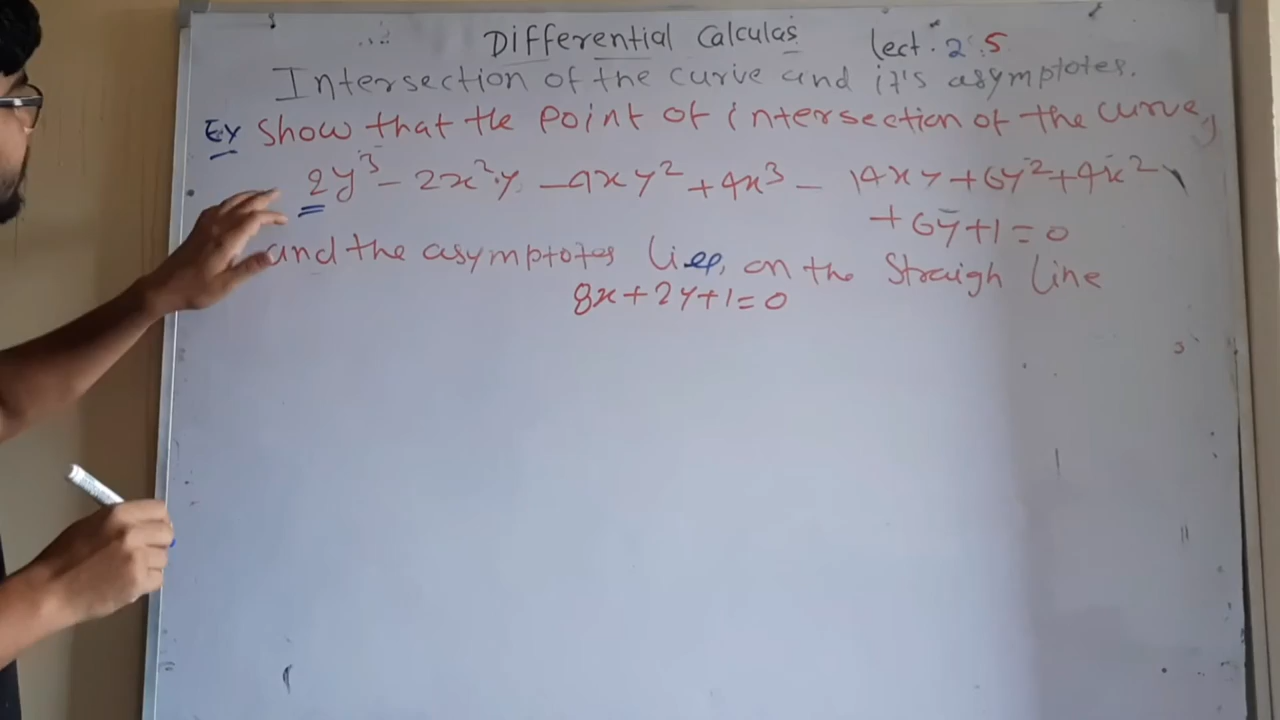 Differential Calculas lect. 2.5
Intersection of the curve and it's asymptotes.
Ex Show that the point of intersection of the curve,
2y³ - 2x²y - 4xy² + 4x³ - 14xy + 6y² + 4x²
+ 6y + 1 = 0
and the asymptotes lies, on the Straigh line
8x + 2y + 1 = 0